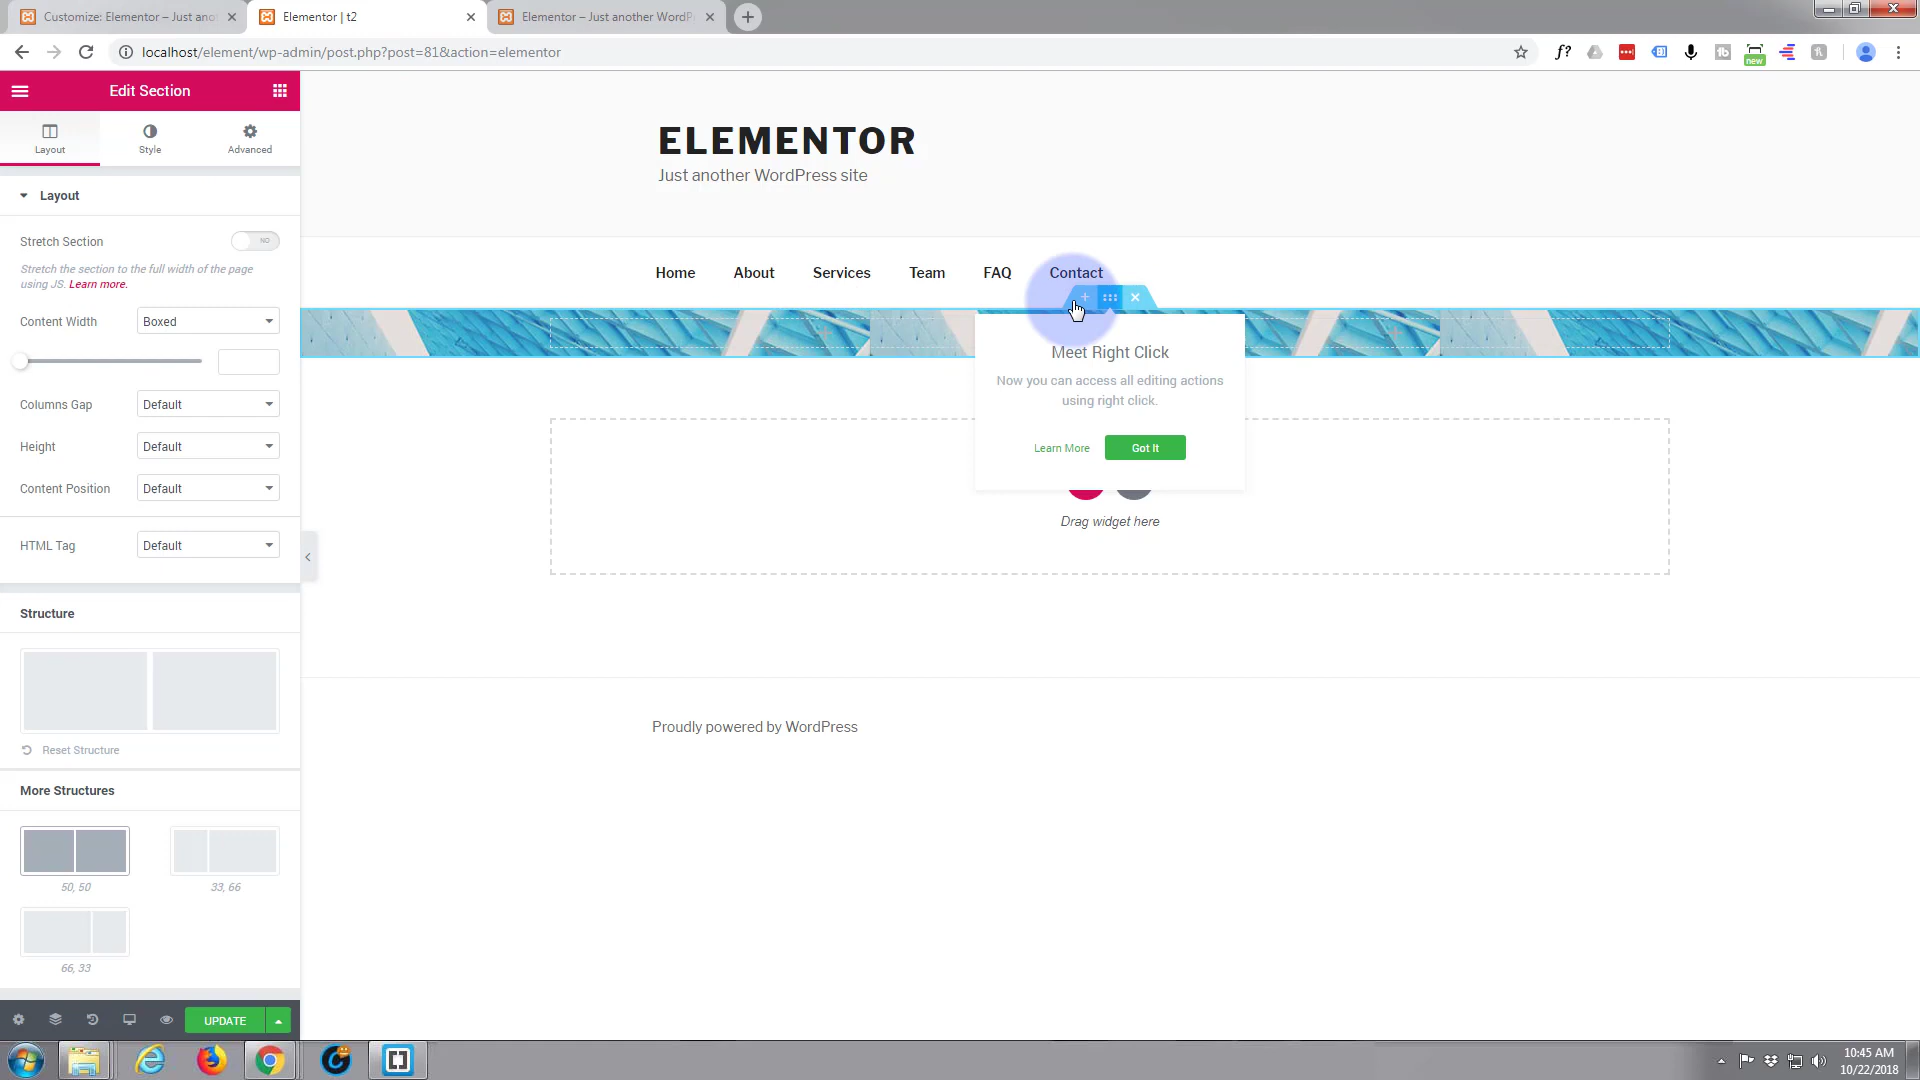 Customize: Elementor – Just anot
Elementor | t2
Elementor – Just another WordP
localhost/element/wp-admin/post.php?post=81&action=elementor
f?
new
Edit Section
Layout
Style
Advanced
Layout
Stretch Section
NO
Stretch the section to the full width of the page
using JS. Learn more.
Content Width
Boxed
Columns Gap
Default
Height
Default
Content Position
Default
HTML Tag
Default
Structure
Reset Structure
More Structures
50, 50
33, 66
66, 33
UPDATE
ELEMENTOR
Just another WordPress site
Home
About
Services
Team
FAQ
Contact
Meet Right Click
Now you can access all editing actions
using right click.
Learn More
Got It
Drag widget here
Proudly powered by WordPress
10:45 AM
10/22/2018